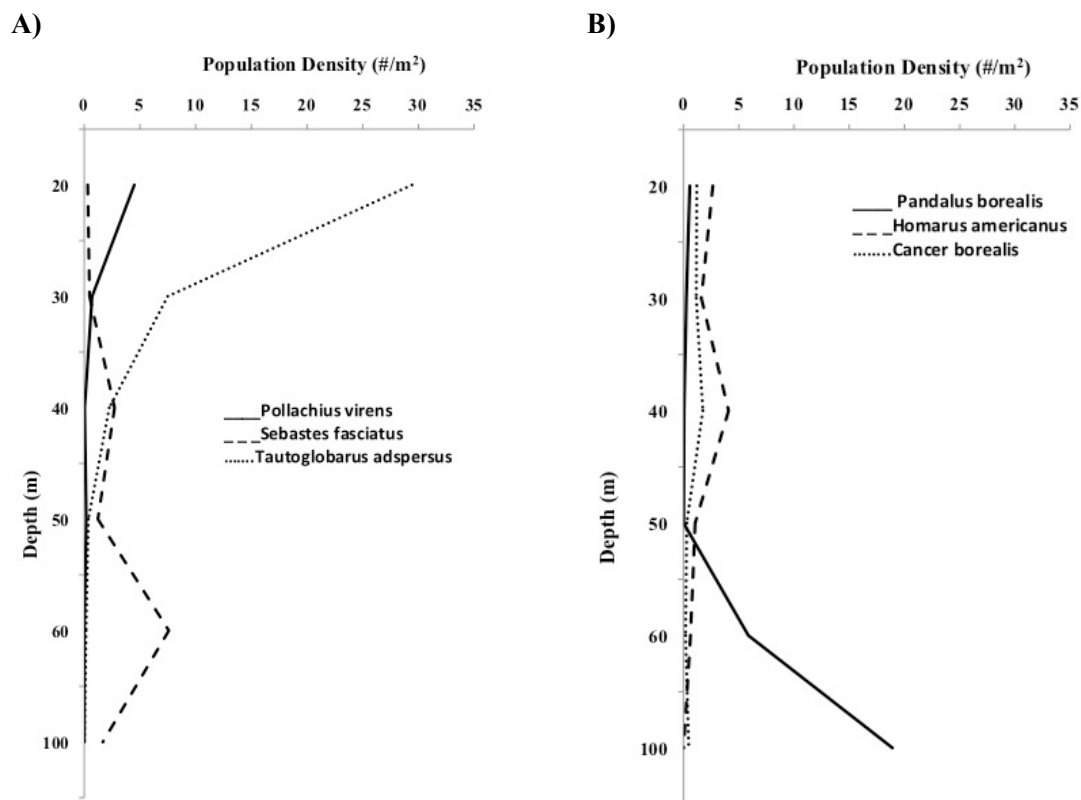 A)
Population Density (#/m²)
0 5 10 15 20 25 30 35
20
30
40
50
60
100
Depth (m)
Pollachius virens
Sebastes fasciatus
Tautoglobarus adspersus
B)
Population Density (#/m²)
0 5 10 15 20 25 30 35
20
30
40
50
60
100
Depth (m)
Pandalus borealis
Homarus americanus
Cancer borealis